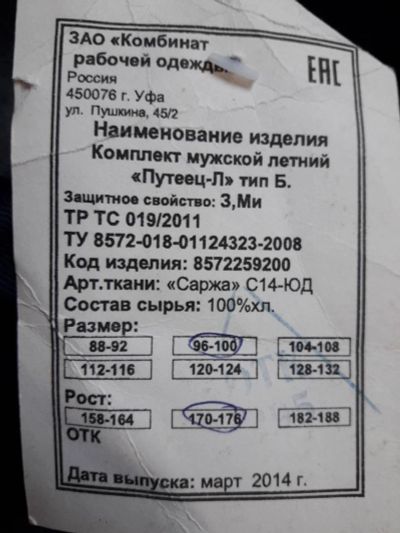 ЗАО «Комбинат
рабочей одежды
EAC
Россия
450076 г. Уфа
ул. Пушкина, 45/2
Наименование изделия
Комплект мужской летний
«Путеец-Л» тип Б.
Защитное свойство: З,Ми
ТР ТС 019/2011
ТУ 8572-018-01124323-2008
Код изделия: 8572259200
Арт.ткани: «Саржа» С14-ЮД
Состав сырья: 100%хл.
Размер:
88-92 96-100 104-108
112-116 120-124 128-132
Рост:
158-164 170-176 182-188
ОТК
Дата выпуска: март 2014 г.